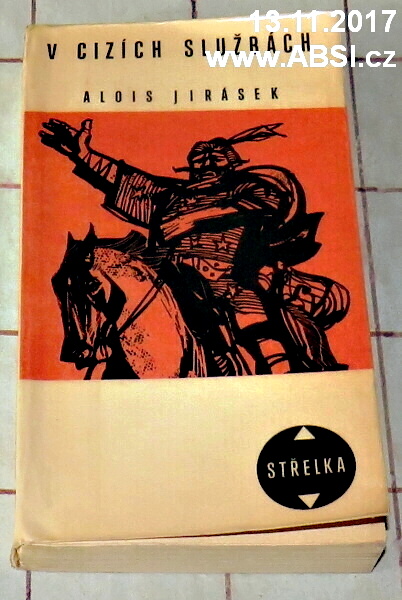 13.11.2017
www.ABSI.cz
V CIZÍCH SLUŽBÁCH
ALOIS JIRÁSEK
STŘELKA